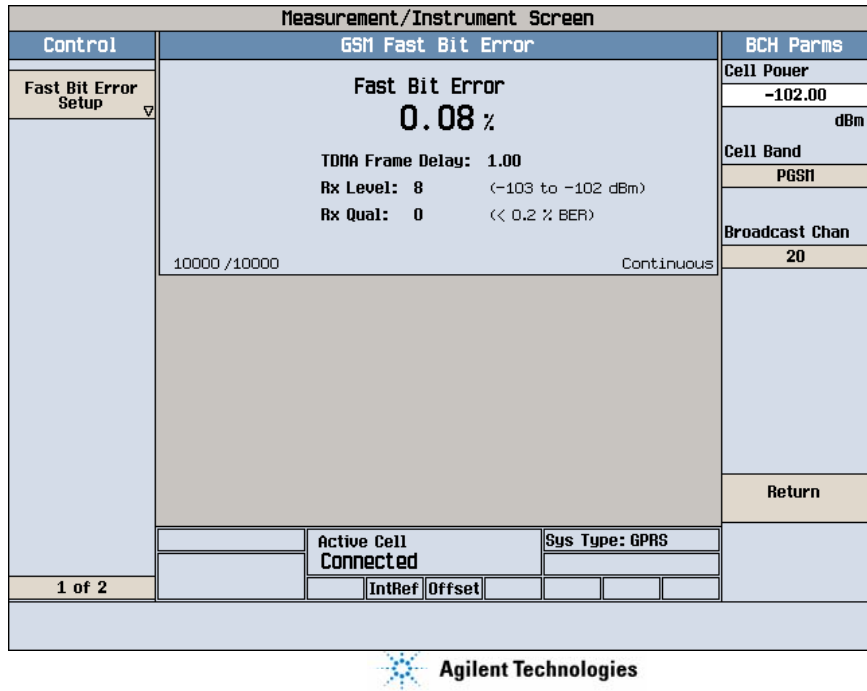 Measurement/Instrument Screen
Control
Fast Bit Error
Setup
1 of 2
GSM Fast Bit Error
Fast Bit Error
0.08 %
TDMA Frame Delay: 1.00
Rx Level: 8 (-103 to -102 dBm)
Rx Qual: 0 (< 0.2 % BER)
10000 /10000 Continuous
Active Cell
Connected
Sys Type: GPRS
IntRef Offset
BCH Parms
Cell Power
-102.00
dBm
Cell Band
PGSM
Broadcast Chan
20
Return
Agilent Technologies